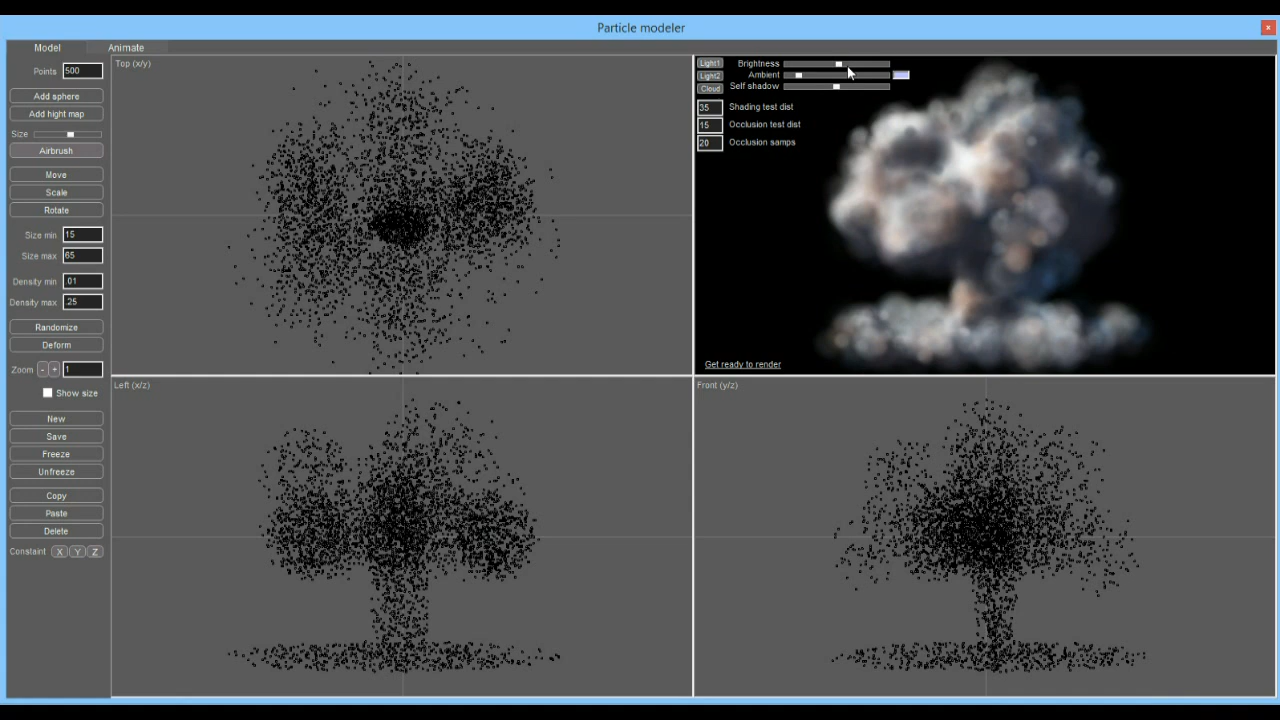 Particle modeler
x
Model
Animate
Points 500
Add sphere
Add hight map
Size
Airbrush
Move
Scale
Rotate
Size min 15
Size max 65
Density min .01
Density max .25
Randomize
Deform
Zoom - + 1
Show size
New
Save
Freeze
Unfreeze
Copy
Paste
Delete
Constaint X Y Z
Top (x/y)
Light1 Brightness
Light2 Ambient
Cloud Self shadow
35 Shading test dist
15 Occlusion test dist
20 Occlusion samps
Get ready to render
Left (x/z)
Front (y/z)